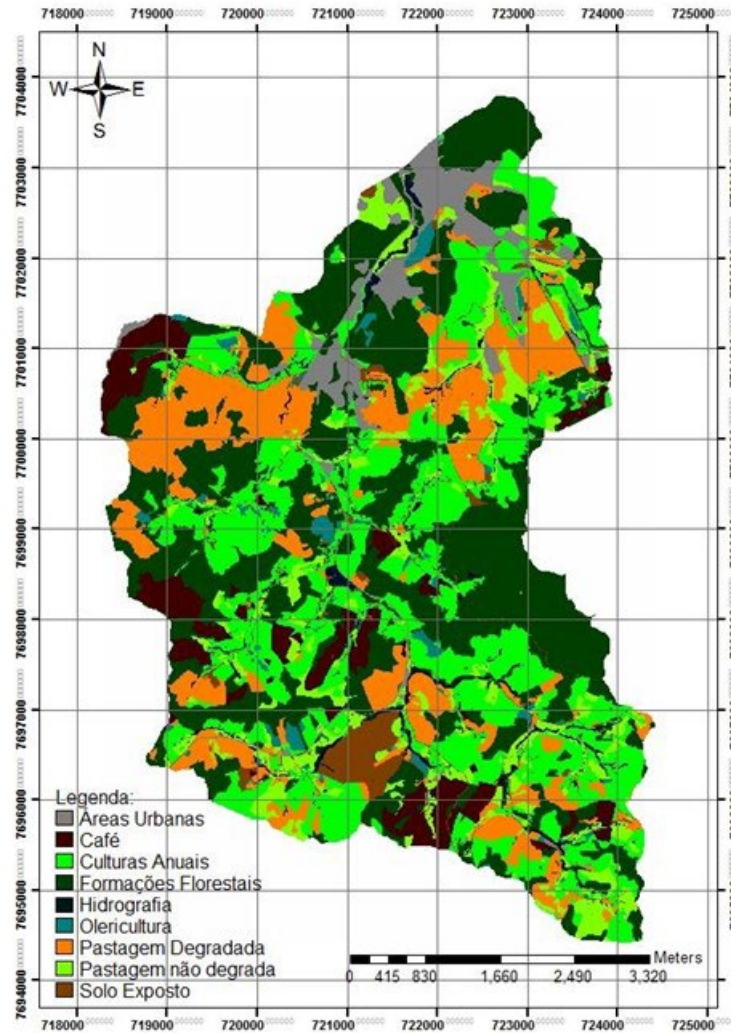 718000 719000 720000 721000 722000 723000 724000 725000
N
W E
S
7704000
7703000
7702000
7701000
7700000
7699000
7698000
7697000
7696000
7695000
7694000
Legenda:
Areas Urbanas
Café
Culturas Anuais
Formações Florestais
Hidrografia
Olericultura
Pastagem Degradada
Pastagem não degrada
Solo Exposto
Meters
0 415 830 1,660 2,490 3,320
718000 719000 720000 721000 722000 723000 724000 725000